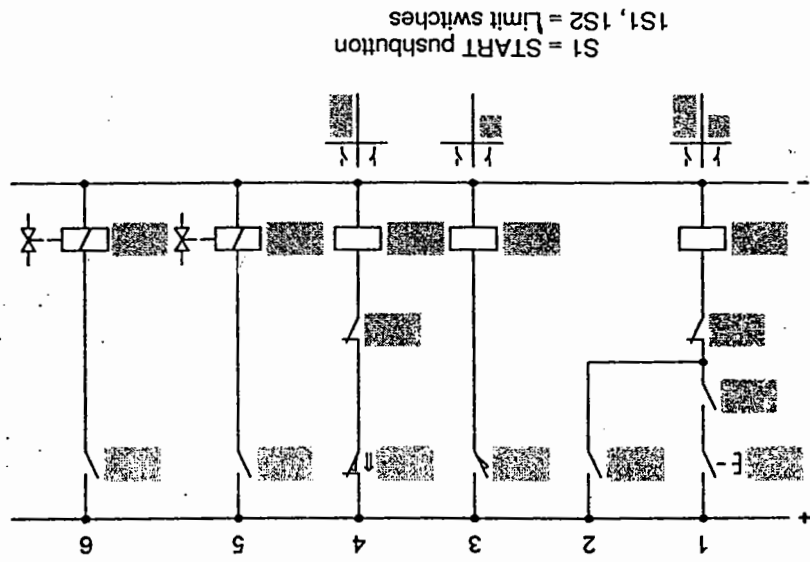 1 2 3 4 5 6
+
–
S1 = START pushbutton
1S1, 1S2 = Limit switches